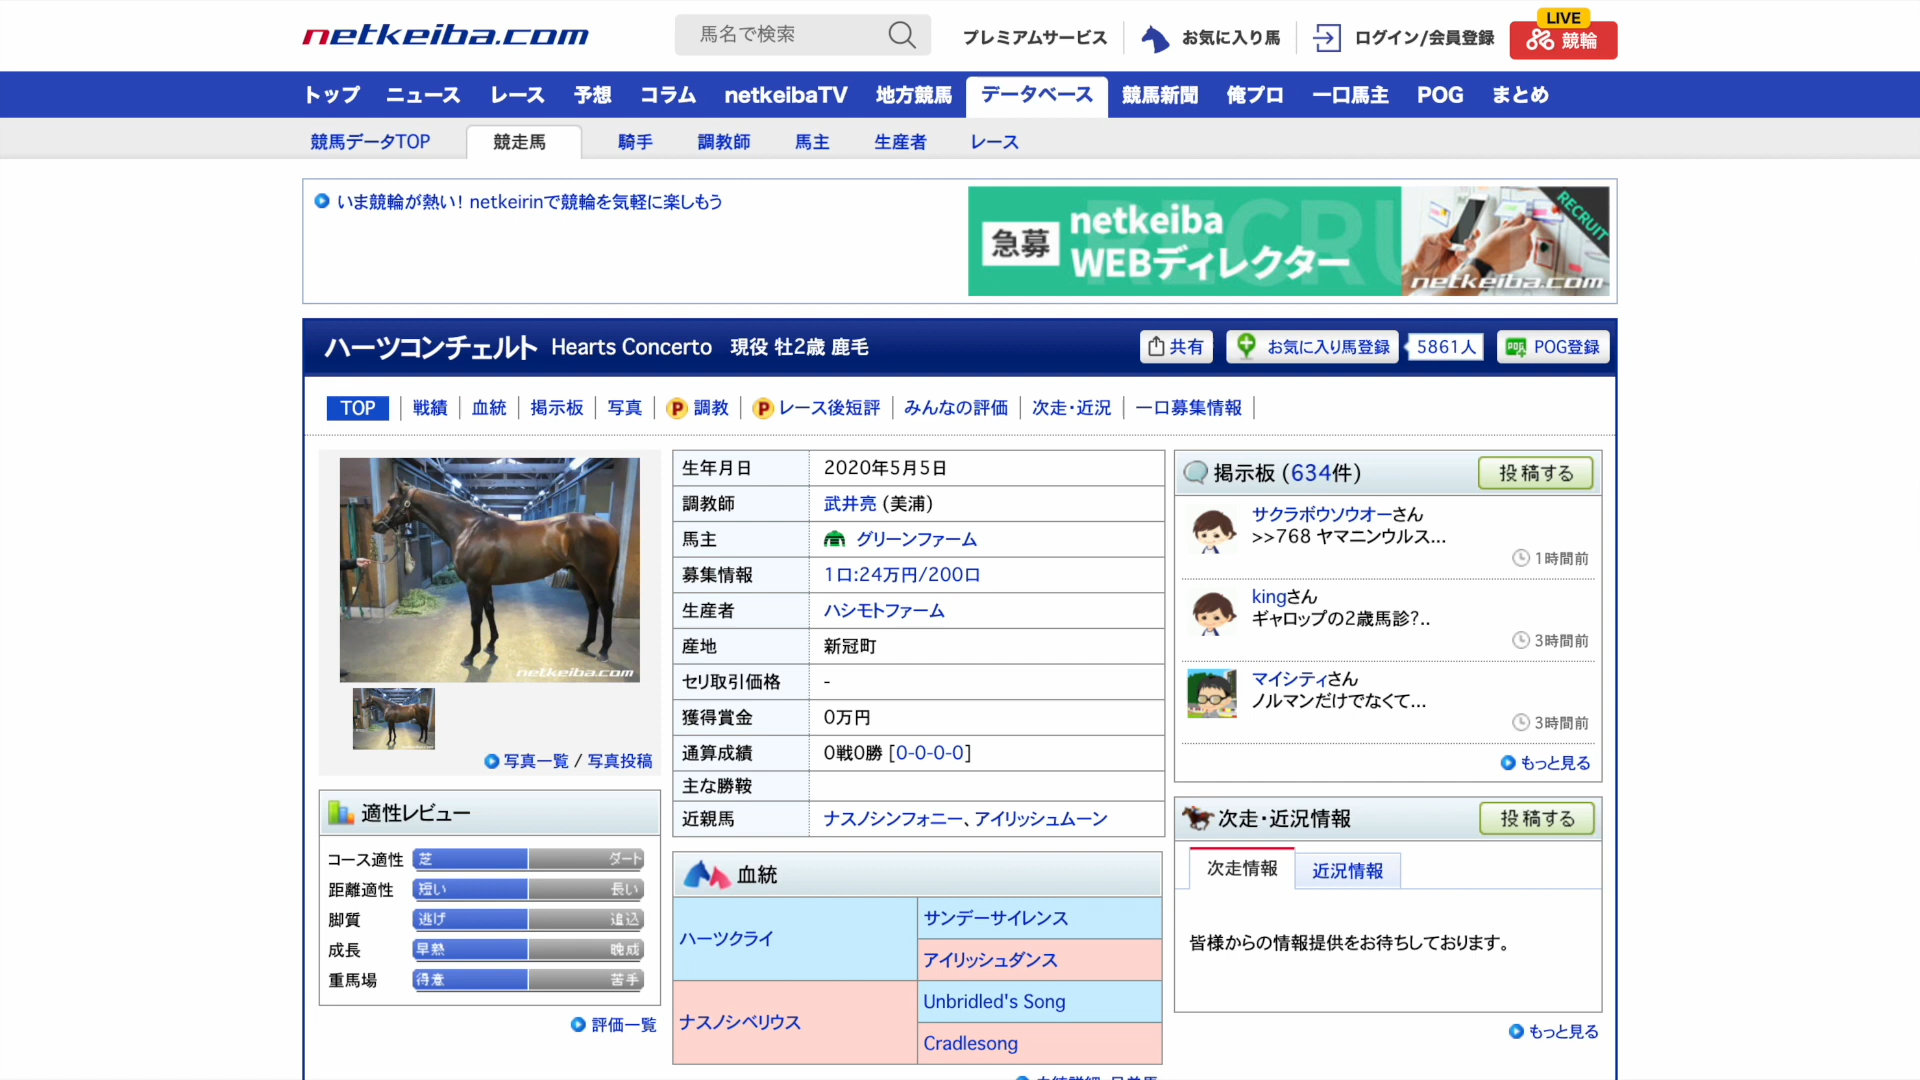 netkeiba.com
馬名で検索
プレミアムサービス
お気に入り馬
ログイン/会員登録
LIVE
競輪
トップ ニュース レース 予想 コラム netkeibaTV 地方競馬 データベース 競馬新聞 俺プロ 一口馬主 POG まとめ
競馬データTOP 競走馬 騎手 調教師 馬主 生産者 レース
いま競輪が熱い! netkeirinで競輪を気軽に楽しもう
RECRU
急募
netkeiba
WEBディレクター
RECRUIT
netkeiba.com
ハーツコンチェルト Hearts Concerto 現役 牡2歳 鹿毛
共有
お気に入り馬登録
5861人
POG POG登録
TOP 戦績 血統 掲示板 写真 P 調教 P レース後短評 みんなの評価 次走・近況 一口募集情報
netkeiba.com
写真一覧 / 写真投稿
適性レビュー
コース適性 芝 ダート
距離適性 短い 長い
脚質 逃げ 追込
成長 早熟 晩成
重馬場 得意 苦手
評価一覧
生年月日 2020年5月5日
調教師 武井亮 (美浦)
馬主 グリーンファーム
募集情報 1口:24万円/200口
生産者 ハシモトファーム
産地 新冠町
セリ取引価格 -
獲得賞金 0万円
通算成績 0戦0勝 [0-0-0-0]
主な勝鞍
近親馬 ナスノシンフォニー、アイリッシュムーン
血統
ハーツクライ
サンデーサイレンス
アイリッシュダンス
ナスノシベリウス
Unbridled's Song
Cradlesong
掲示板 (634件)
投稿する
サクラボウソウオーさん
>>768 ヤマニンウルス...
1時間前
kingさん
ギャロップの2歳馬診?..
3時間前
マイシティさん
ノルマンだけでなくて...
3時間前
もっと見る
次走・近況情報
投稿する
次走情報 近況情報
皆様からの情報提供をお待ちしております。
もっと見る